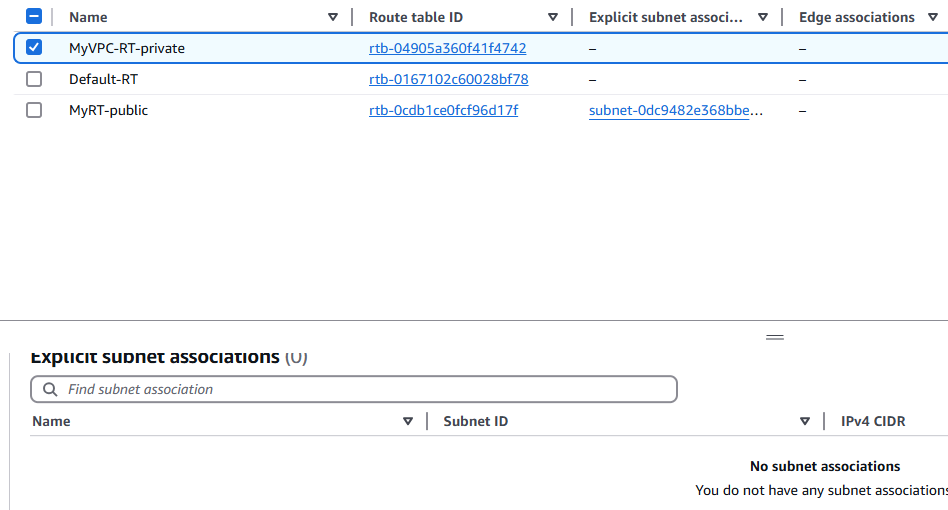 Name Route table ID Explicit subnet associ... Edge associations
MyVPC-RT-private rtb-04905a360f41f4742 – –
Default-RT rtb-0167102c60028bf78 – –
MyRT-public rtb-0cdb1ce0fcf96d17f subnet-0dc9482e368bbe... –
Explicit subnet associations (0)
Find subnet association
Name Subnet ID IPv4 CIDR
No subnet associations
You do not have any subnet associations